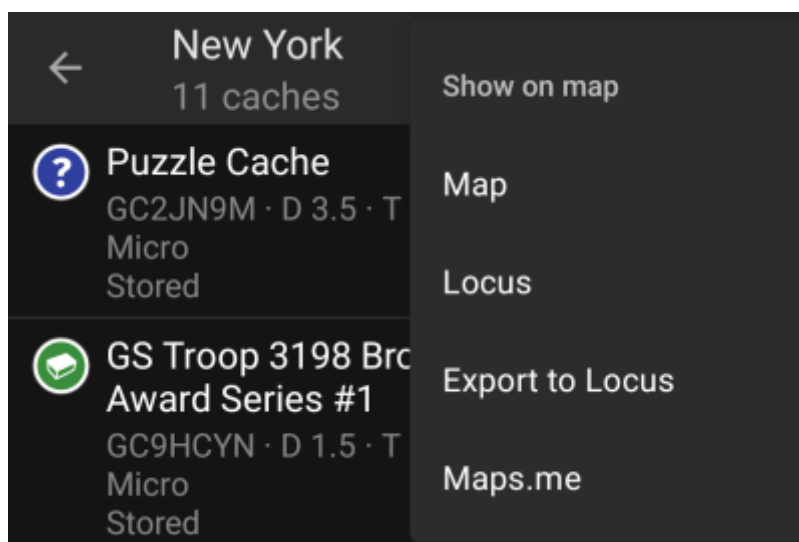 New York
11 caches
Puzzle Cache
GC2JN9M · D 3.5 · T
Micro
Stored
GS Troop 3198 Bro
Award Series #1
GC9HCYN · D 1.5 · T
Micro
Stored
Show on map
Map
Locus
Export to Locus
Maps.me